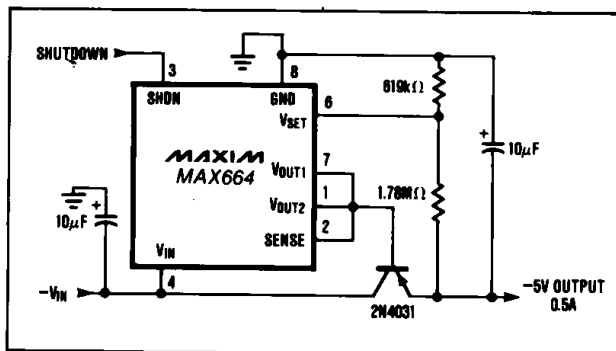 SHUTDOWN
3
8
SHDN
GND
619kΩ
6
VSET
+
10µF
MAXIM
MAX664
7
VOUT1
1
VOUT2
1.78MΩ
+
10µF
2
SENSE
VIN
4
-VIN
2N4031
-5V OUTPUT
0.5A